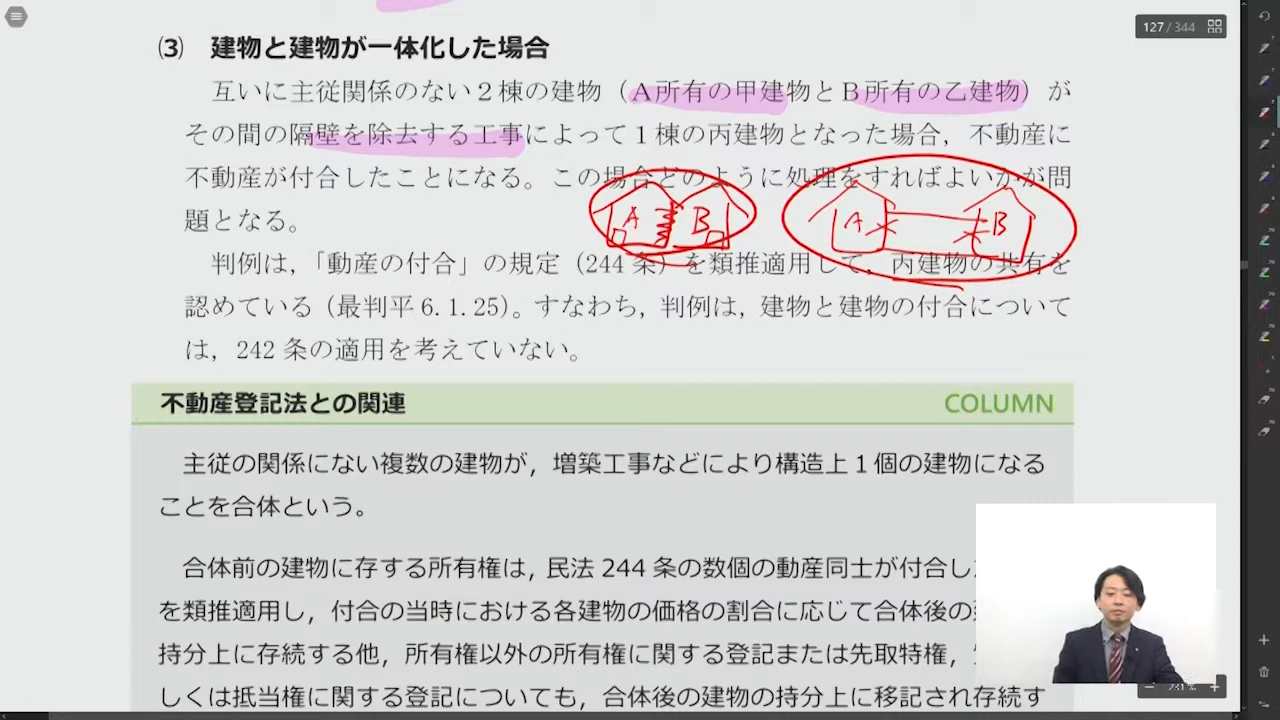 127 / 344
⑶ 建物と建物が一体化した場合
互いに主従関係のない２棟の建物（Ａ所有の甲建物とＢ所有の乙建物）が
その間の隔壁を除去する工事によって１棟の丙建物となった場合，不動産に
不動産が付合したことになる。この場合どのように処理をすればよいかが問
題となる。
A B
A B
判例は，「動産の付合」の規定（244 条）を類推適用して，丙建物の共有を
認めている（最判平 6. 1. 25）。すなわち，判例は，建物と建物の付合について
は，242 条の適用を考えていない。
不動産登記法との関連
COLUMN
主従の関係にない複数の建物が，増築工事などにより構造上１個の建物になる
ことを合体という。
合体前の建物に存する所有権は，民法 244 条の数個の動産同士が付合し
を類推適用し，付合の当時における各建物の価格の割合に応じて合体後の
持分上に存続する他，所有権以外の所有権に関する登記または先取特権，
しくは抵当権に関する登記についても，合体後の建物の持分上に移記され存続す
231 %